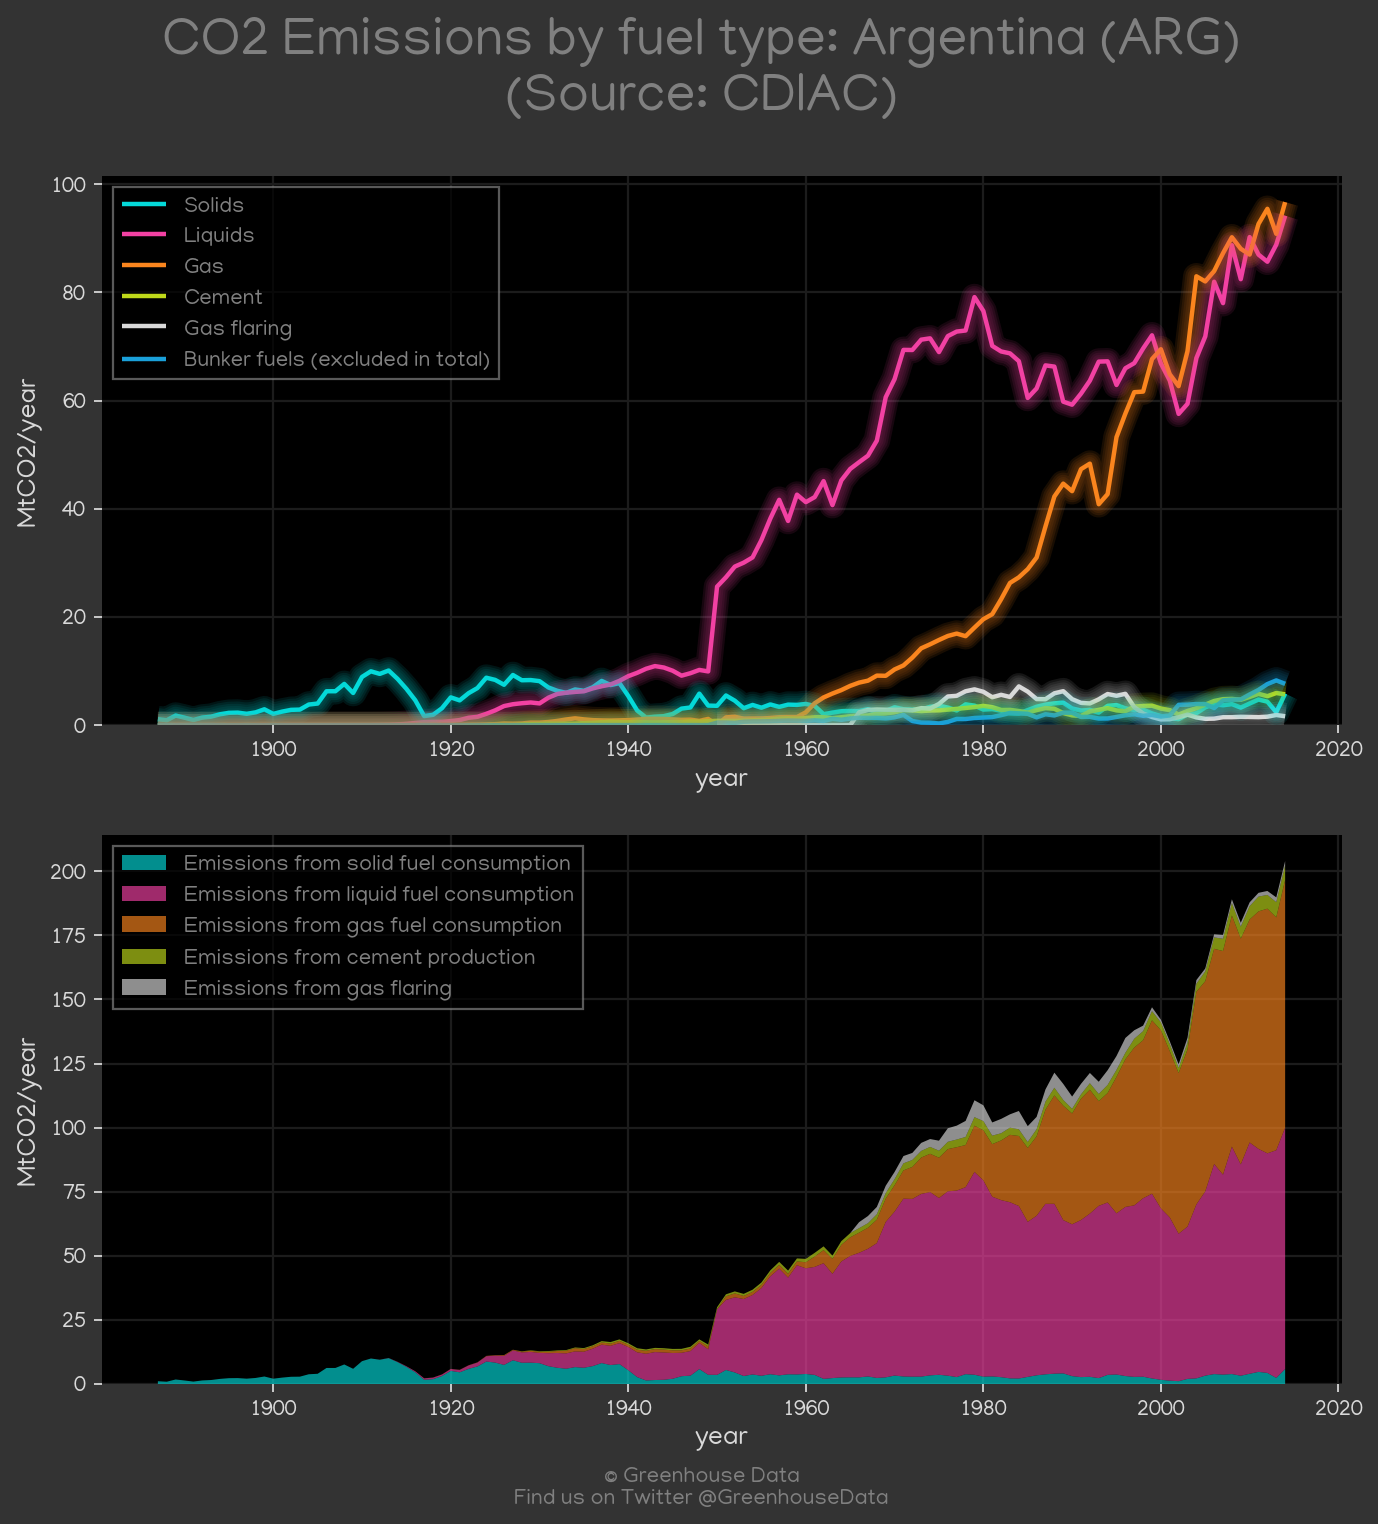 CO2 Emissions by fuel type: Argentina (ARG)
(Source: CDIAC)
MtCO2/year
100
80
60
40
20
0
Solids
Liquids
Gas
Cement
Gas flaring
Bunker fuels (excluded in total)
1900 1920 1940 1960 1980 2000 2020
year
MtCO2/year
200
175
150
125
100
75
50
25
0
Emissions from solid fuel consumption
Emissions from liquid fuel consumption
Emissions from gas fuel consumption
Emissions from cement production
Emissions from gas flaring
1900 1920 1940 1960 1980 2000 2020
year
© Greenhouse Data
Find us on Twitter @GreenhouseData